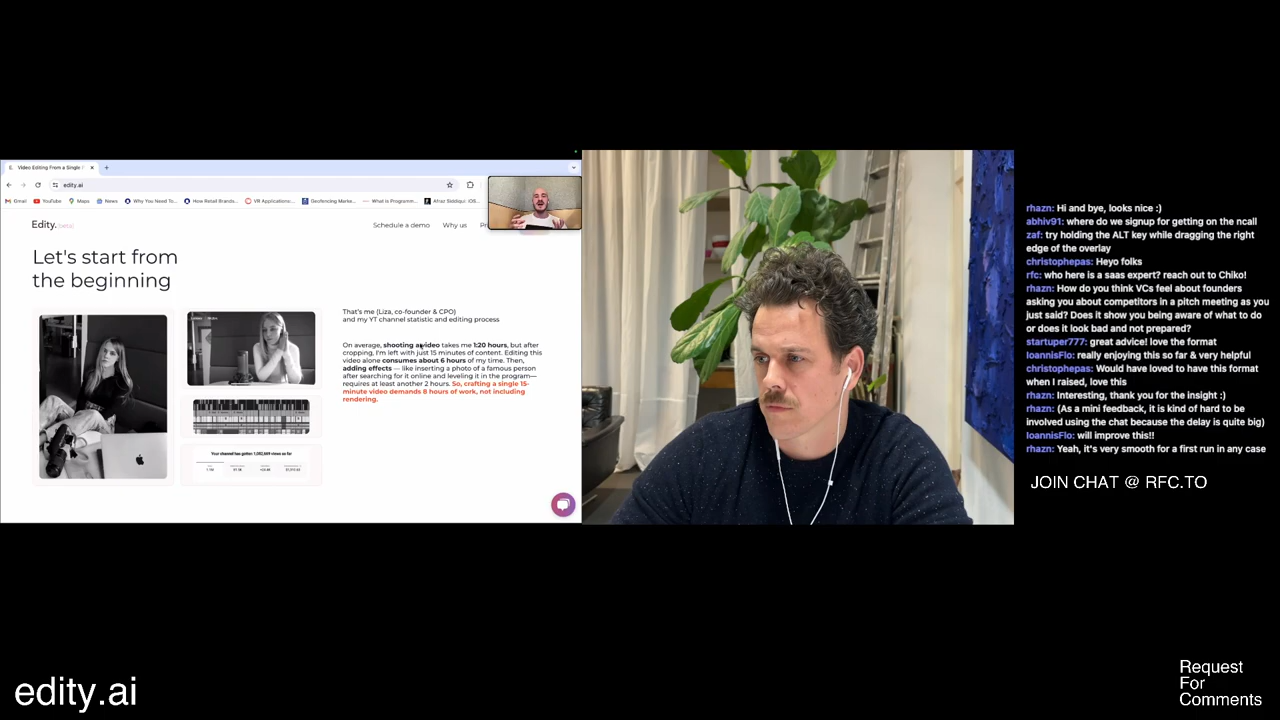 Video Editing From a Single
edity.ai
Gmail
YouTube
Maps
News
Why You Need To...
How Retail Brands...
VR Applications:...
Geofencing Marke...
What is Programm...
Afraz Siddiqui: iOS...
Edity. (beta)
Schedule a demo
Why us
Let's start from
the beginning
That's me (Liza, co-founder & CPO)
and my YT channel statistic and editing process
On average, shooting a video takes me 1:20 hours, but after
cropping, I'm left with just 15 minutes of content. Editing this
video alone consumes about 6 hours of my time. Then,
adding effects — like inserting a photo of a famous person
after searching for it online and leveling it in the program—
requires at least another 2 hours. So, crafting a single 15-
minute video demands 8 hours of work, not including
rendering.
Your channel has gotten 1,092,699 views so far
rhazn: Hi and bye, looks nice :)
abhiv91: where do we signup for getting on the ncall
zaf: try holding the ALT key while dragging the right
edge of the overlay
christophepas: Heyo folks
rfc: who here is a saas expert? reach out to Chiko!
rhazn: How do you think VCs feel about founders
asking you about competitors in a pitch meeting as you
just said? Does it show you being aware of what to do
or does it look bad and not prepared?
startuper777: great advice! love the format
IoannisFlo: really enjoying this so far & very helpful
christophepas: Would have loved to have that format
when I raised, love this
rhazn: Interesting, thank you for the insight :)
rhazn: (As a mini feedback, it is kind of hard to be
involved using the chat because the delay is quite big)
IoannisFlo: will improve this!!
rhazn: Yeah, it's very smooth for a first run in any case
JOIN CHAT @ RFC.TO
edity.ai
Request
For
Comments